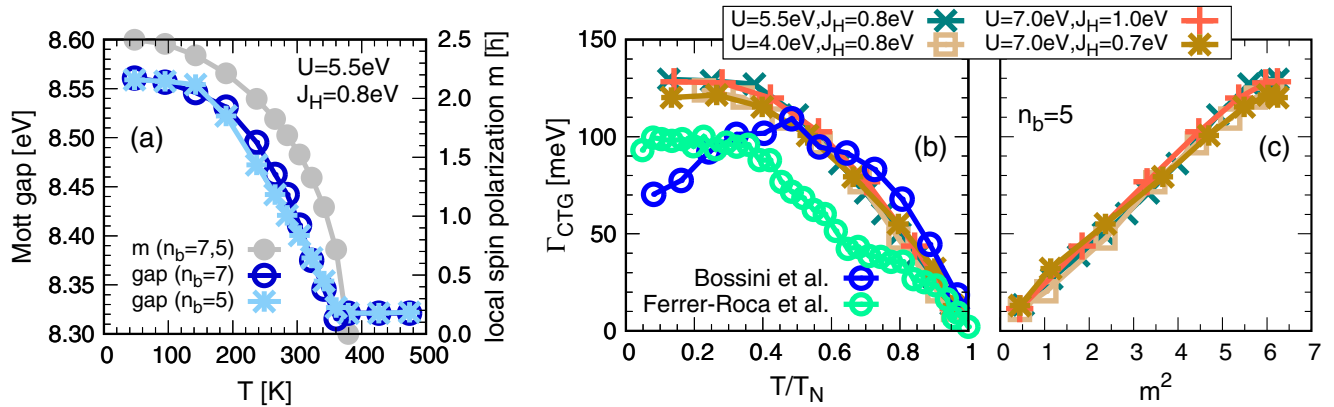 U=5.5eV,J_H=0.8eV U=7.0eV,J_H=1.0eV
U=4.0eV,J_H=0.8eV U=7.0eV,J_H=0.7eV
Mott gap [eV]
8.60
8.55
8.50
8.45
8.40
8.35
8.30
(a)
U=5.5eV
J_H=0.8eV
m (n_b=7,5)
gap (n_b=7)
gap (n_b=5)
2.5
2.0
1.5
1.0
0.5
0.0
local spin polarization m [ħ]
0 100 200 300 400 500
T [K]
Γ_CTG [meV]
150
100
50
0
(b)
Bossini et al.
Ferrer-Roca et al.
0 0.2 0.4 0.6 0.8 1
T/T_N
n_b=5
(c)
0 1 2 3 4 5 6 7
m²